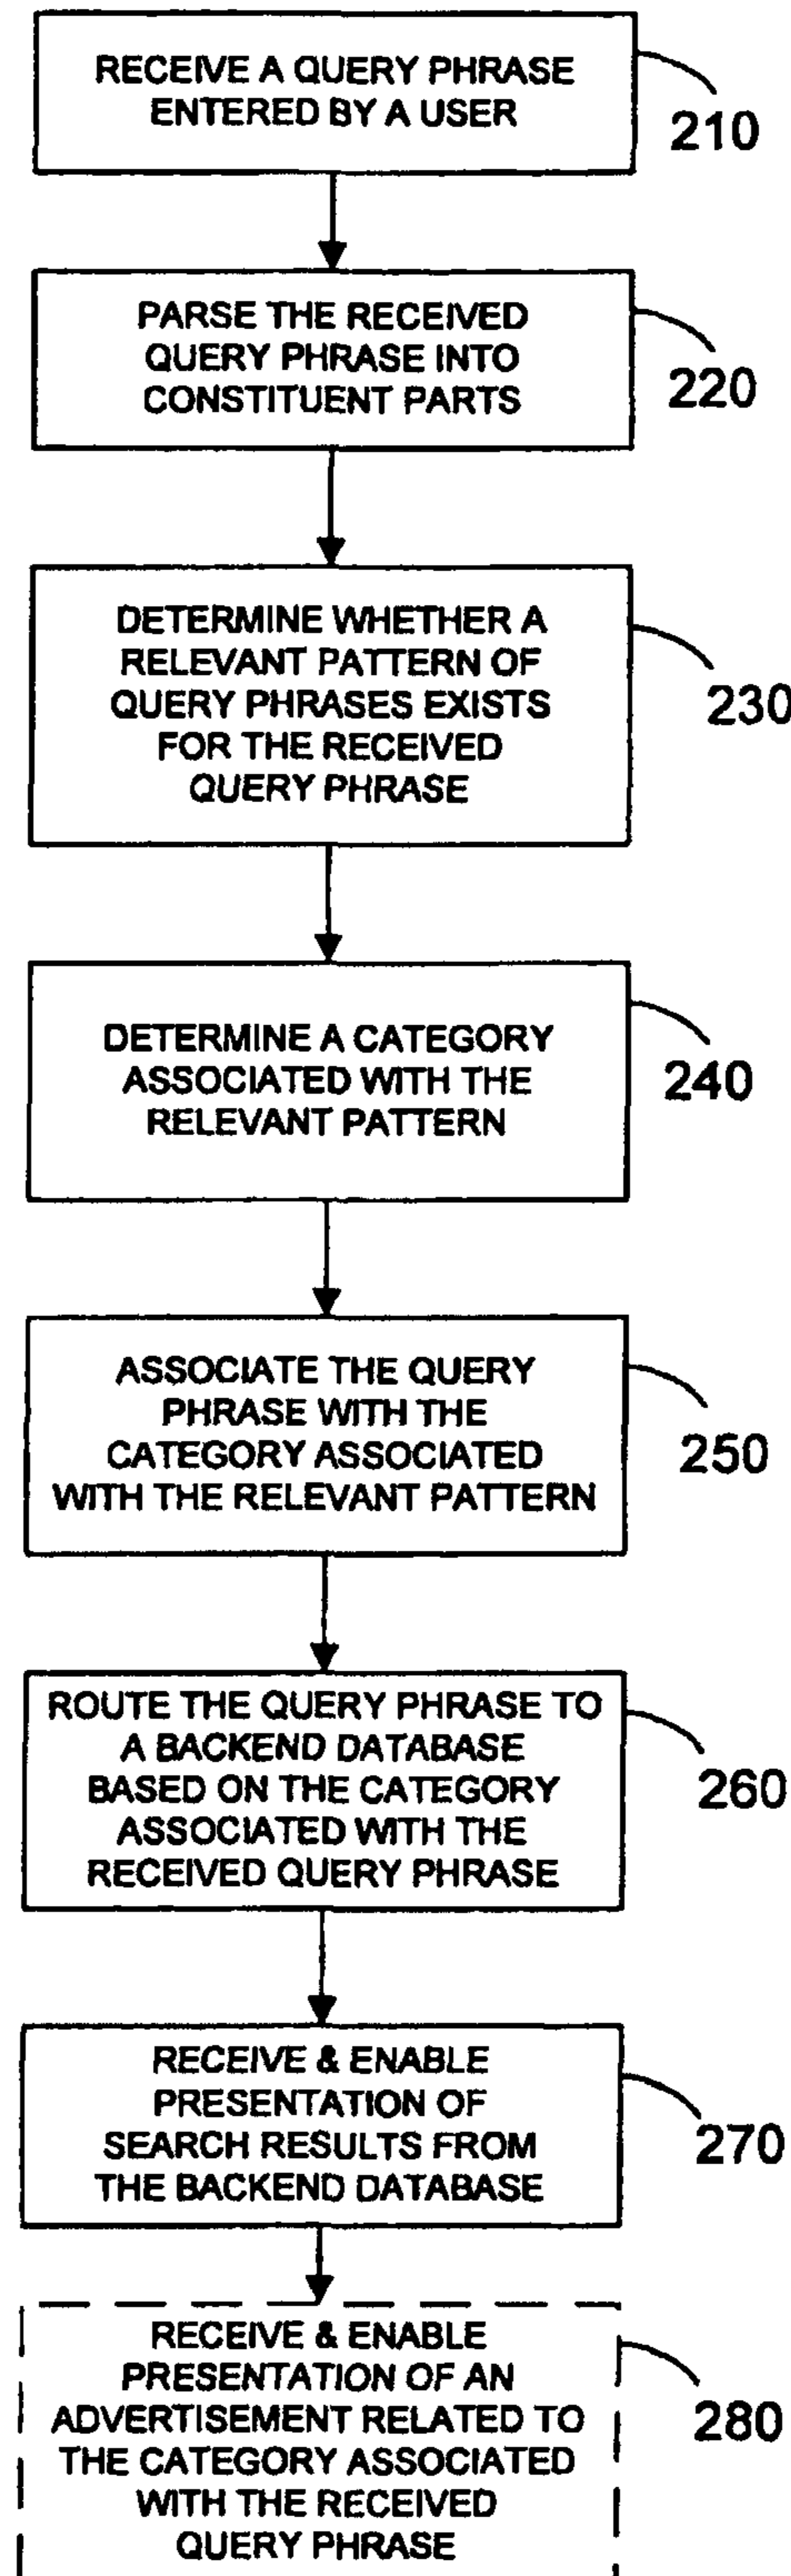 RECEIVE A QUERY PHRASE
ENTERED BY A USER
210
PARSE THE RECEIVED
QUERY PHRASE INTO
CONSTITUENT PARTS
220
DETERMINE WHETHER A
RELEVANT PATTERN OF
QUERY PHRASES EXISTS
FOR THE RECEIVED
QUERY PHRASE
230
DETERMINE A CATEGORY
ASSOCIATED WITH THE
RELEVANT PATTERN
240
ASSOCIATE THE QUERY
PHRASE WITH THE
CATEGORY ASSOCIATED
WITH THE RELEVANT PATTERN
250
ROUTE THE QUERY PHRASE TO
A BACKEND DATABASE
BASED ON THE CATEGORY
ASSOCIATED WITH THE
RECEIVED QUERY PHRASE
260
RECEIVE & ENABLE
PRESENTATION OF
SEARCH RESULTS FROM
THE BACKEND DATABASE
270
RECEIVE & ENABLE
PRESENTATION OF AN
ADVERTISEMENT RELATED TO
THE CATEGORY ASSOCIATED
WITH THE RECEIVED
QUERY PHRASE
280